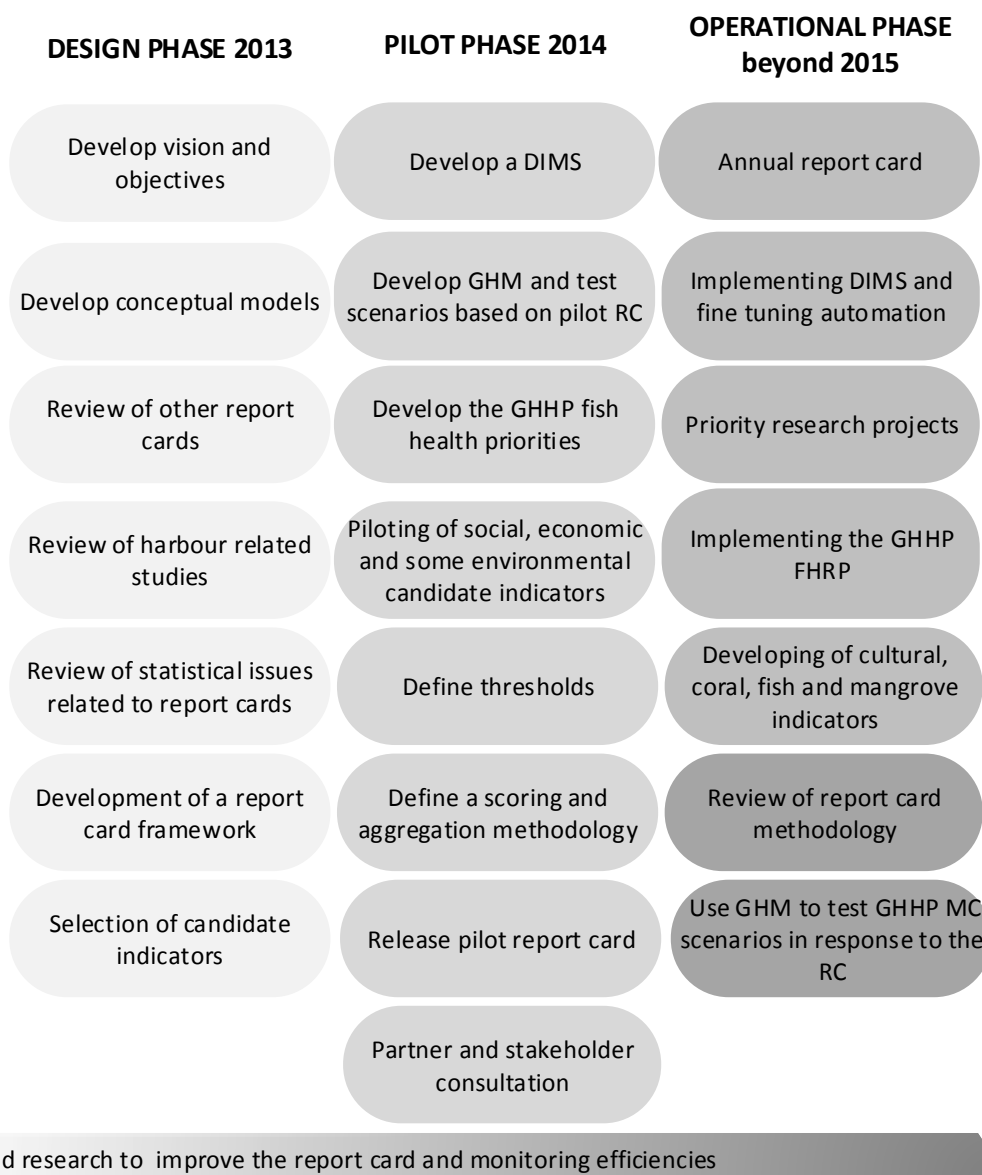 DESIGN PHASE 2013
Develop vision and
objectives
Develop conceptual models
Review of other report
cards
Review of harbour related
studies
Review of statistical issues
related to report cards
Development of a report
card framework
Selection of candidate
indicators
PILOT PHASE 2014
Develop a DIMS
Develop GHM and test
scenarios based on pilot RC
Develop the GHHP fish
health priorities
Piloting of social, economic
and some environmental
candidate indicators
Define thresholds
Define a scoring and
aggregation methodology
Release pilot report card
Partner and stakeholder
consultation
OPERATIONAL PHASE
beyond 2015
Annual report card
Implementing DIMS and
fine tuning automation
Priority research projects
Implementing the GHHP
FHRP
Developing of cultural,
coral, fish and mangrove
indicators
Review of report card
methodology
Use GHM to test GHHP MC
scenarios in response to the
RC
d research to improve the report card and monitoring efficiencies